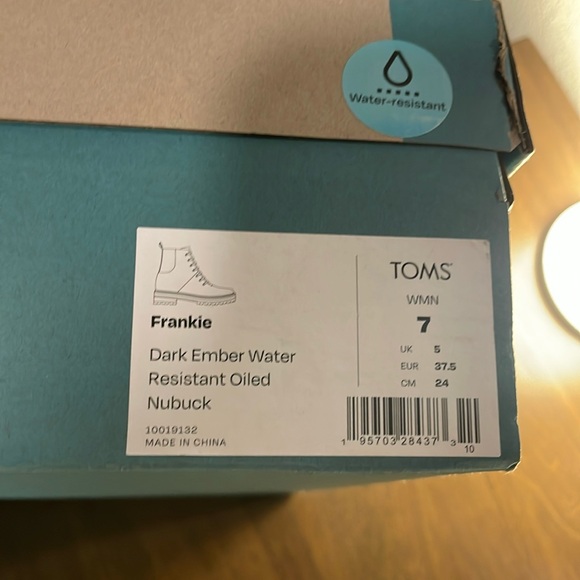 Water-resistant
TOMS
WMN
7
UK 5
EUR 37.5
CM 24
Frankie
Dark Ember Water
Resistant Oiled
Nubuck
10019132
MADE IN CHINA
1 95703 28437 3
10